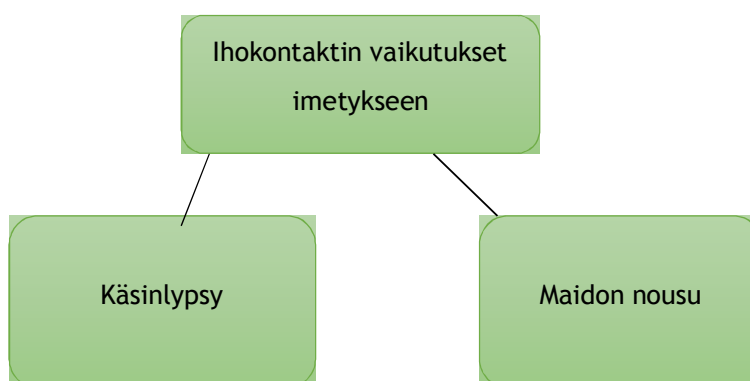 Ihokontaktin vaikutukset
imetykseen
Käsinlypsy
Maidon nousu